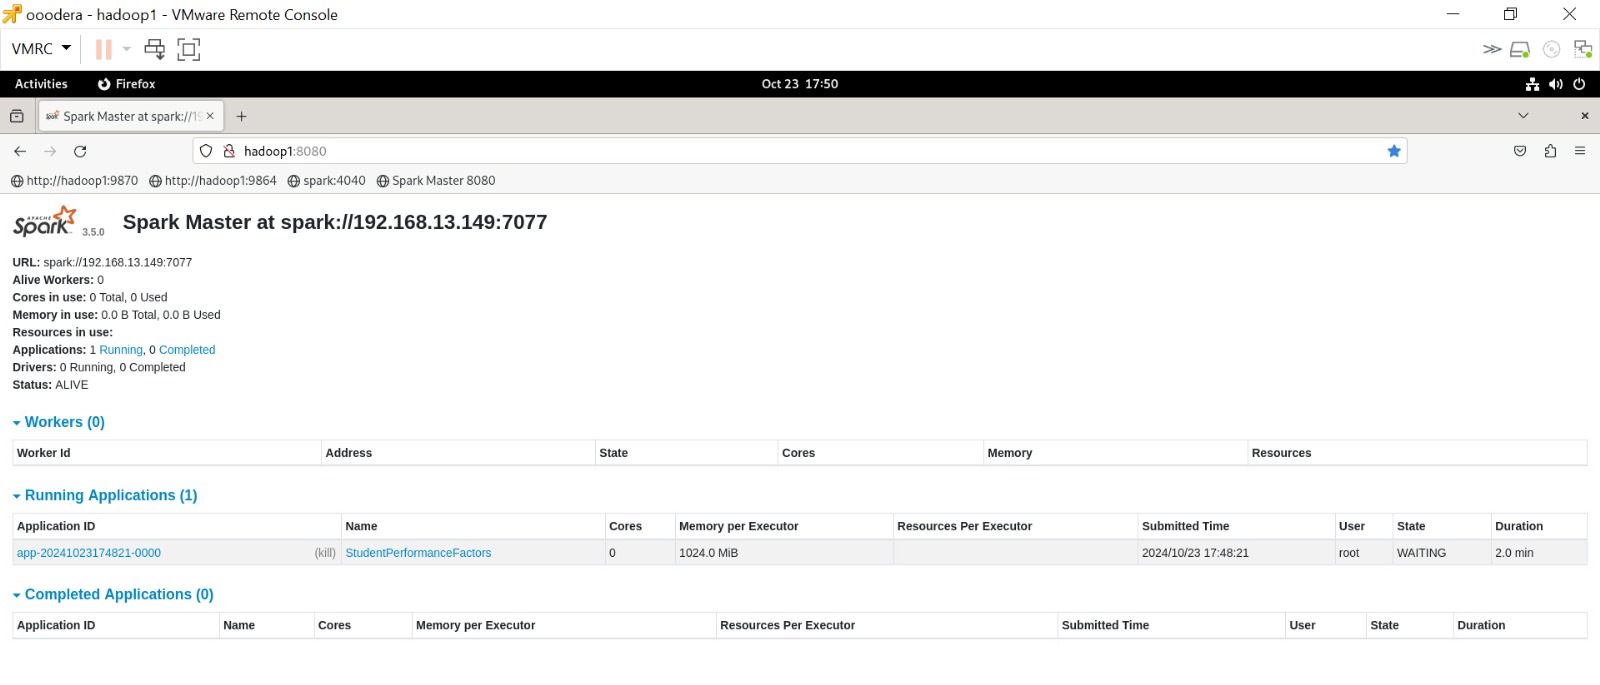 ooodera - hadoop1 - VMware Remote Console
VMRC
Activities Firefox Oct 23 17:50
Spark Master at spark://19
hadoop1:8080
http://hadoop1:9870 http://hadoop1:9864 spark:4040 Spark Master 8080
APACHE Spark 3.5.0 Spark Master at spark://192.168.13.149:7077
URL: spark://192.168.13.149:7077
Alive Workers: 0
Cores in use: 0 Total, 0 Used
Memory in use: 0.0 B Total, 0.0 B Used
Resources in use:
Applications: 1 Running, 0 Completed
Drivers: 0 Running, 0 Completed
Status: ALIVE
Workers (0)
Worker Id Address State Cores Memory Resources
Running Applications (1)
Application ID Name Cores Memory per Executor Resources Per Executor Submitted Time User State Duration
app-20241023174821-0000 (kill) StudentPerformanceFactors 0 1024.0 MiB 2024/10/23 17:48:21 root WAITING 2.0 min
Completed Applications (0)
Application ID Name Cores Memory per Executor Resources Per Executor Submitted Time User State Duration